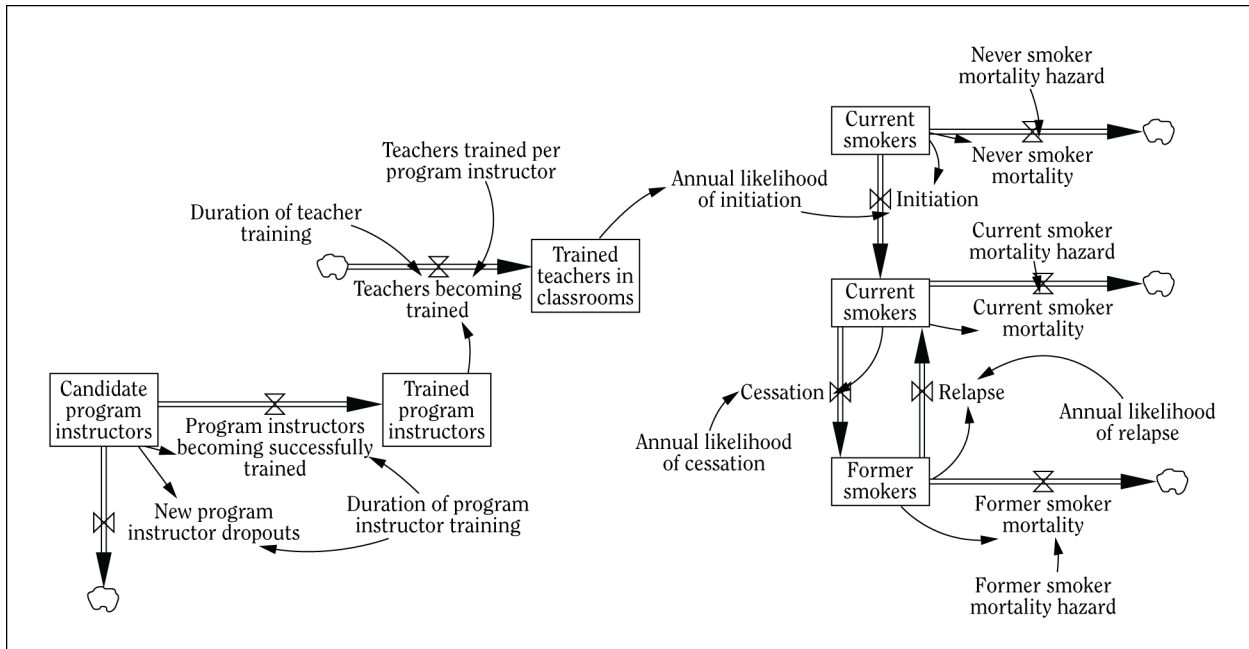 Never smoker
mortality hazard
Current
smokers
Never smoker
mortality
Initiation
Teachers trained per
program instructor
Annual likelihood
of initiation
Duration of teacher
training
Teachers becoming
trained
Trained
teachers in
classrooms
Current smoker
mortality hazard
Current
smokers
Current smoker
mortality
Candidate
program
instructors
Program instructors
becoming successfully
trained
Trained
program
instructors
Cessation
Relapse
Annual likelihood
of cessation
Annual likelihood
of relapse
New program
instructor dropouts
Duration of program
instructor training
Former
smokers
Former smoker
mortality
Former smoker
mortality hazard